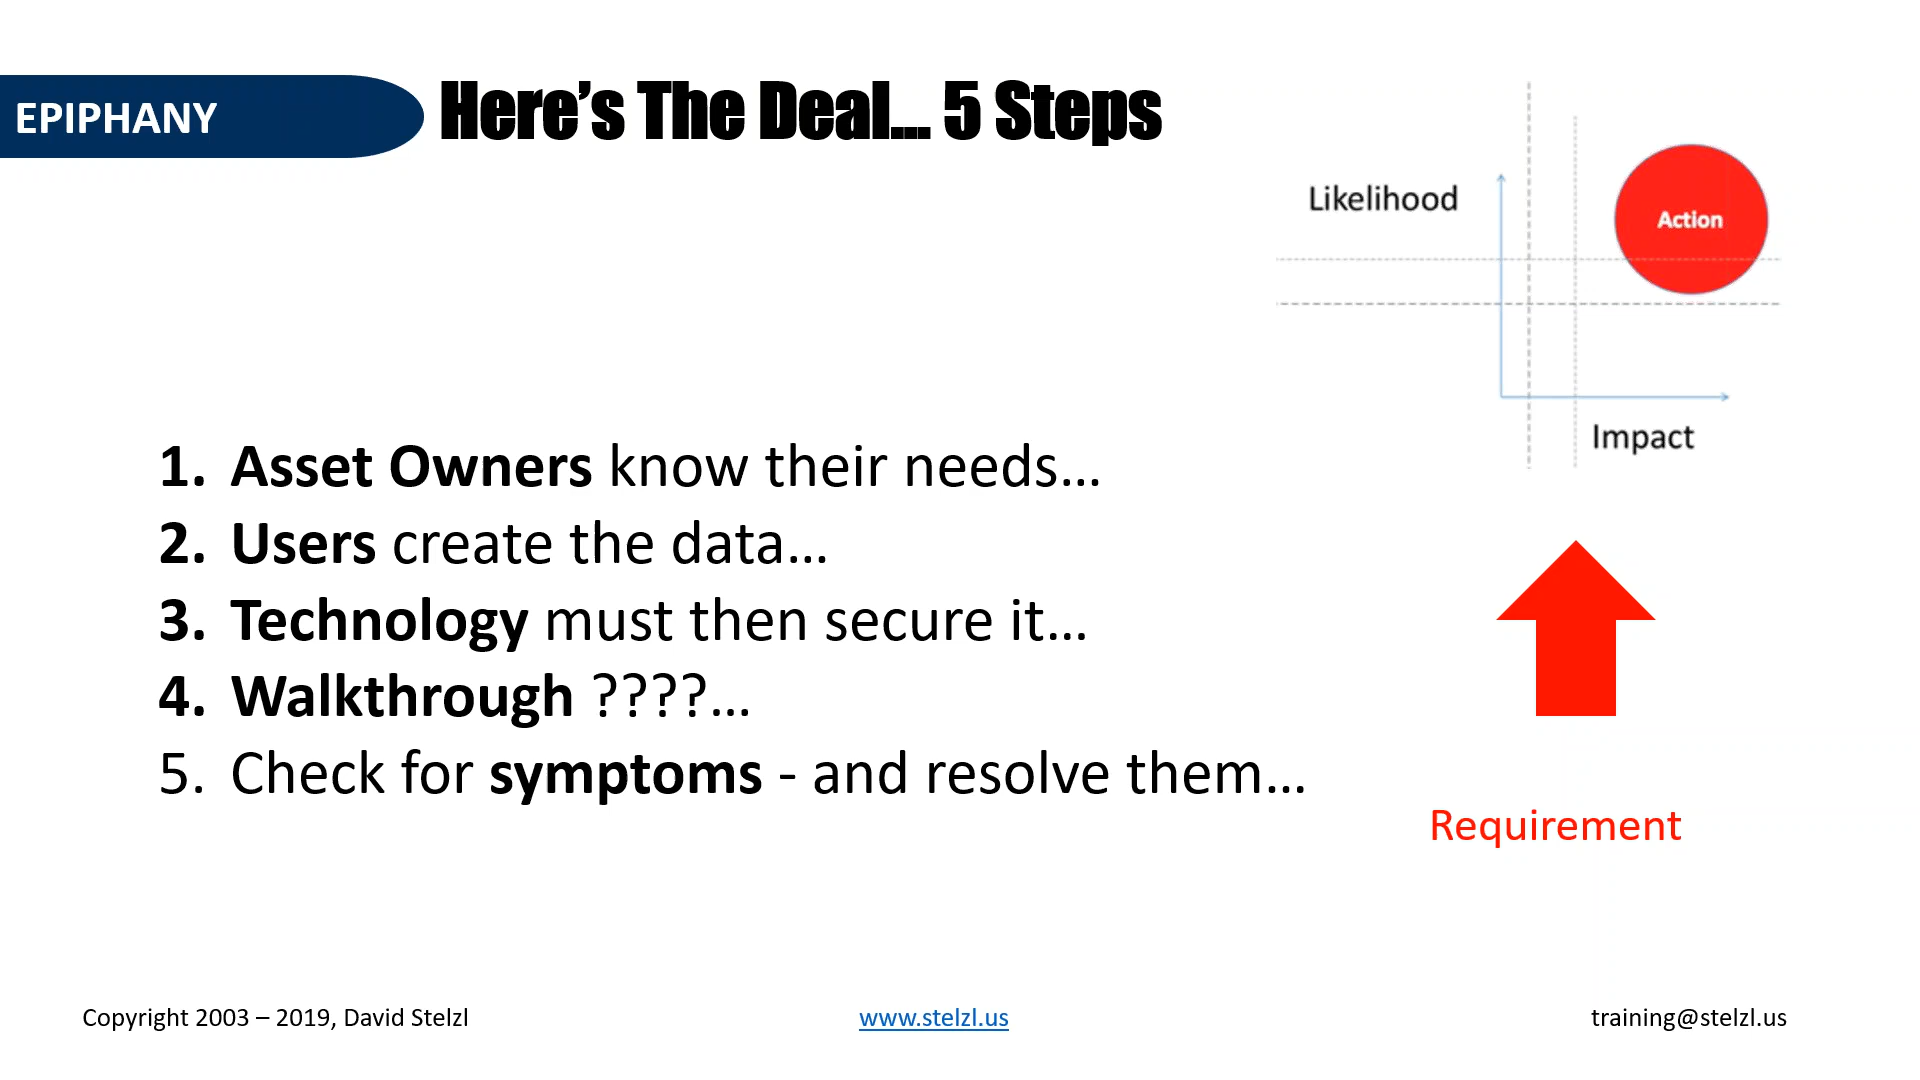 EPIPHANY
Here’s The Deal... 5 Steps
Likelihood
Action
Impact
1. Asset Owners know their needs...
2. Users create the data...
3. Technology must then secure it...
4. Walkthrough ????...
5. Check for symptoms - and resolve them...
Requirement
Copyright 2003 – 2019, David Stelzl
www.stelzl.us
training@stelzl.us